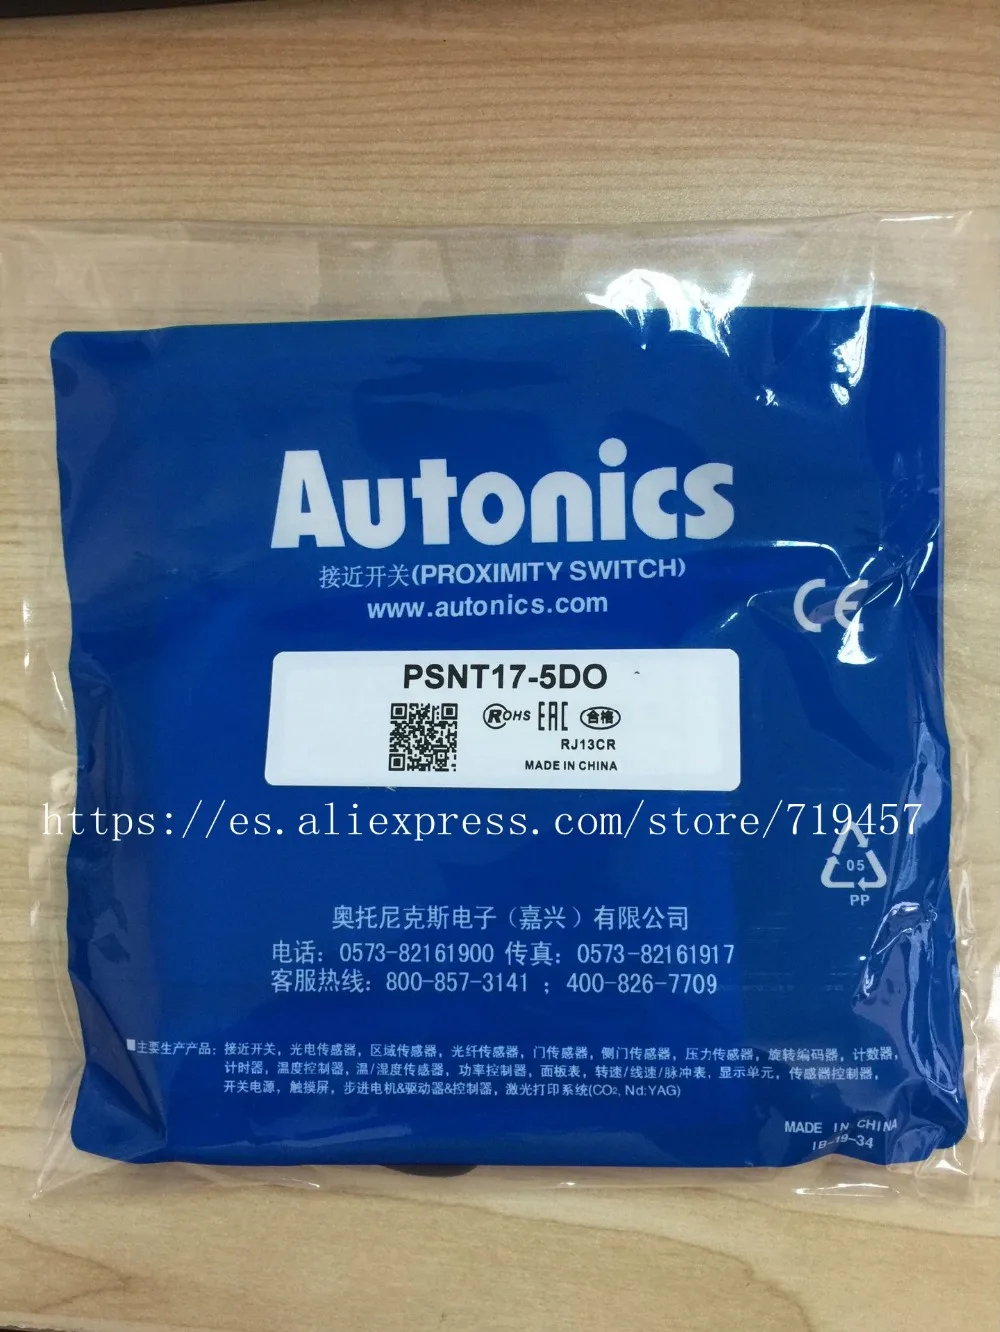 Autonics
接近开关(PROXIMITY SWITCH)
www.autonics.com
CE
PSNT17-5DO
RoHS EAC 合格
RJ13CR
MADE IN CHINA
https://es.aliexpress.com/store/719457
05
PP
奥托尼克斯电子（嘉兴）有限公司
电话：0573-82161900 传真：0573-82161917
客服热线：800-857-3141 ；400-826-7709
■主要生产产品：接近开关，光电传感器，区域传感器，光纤传感器，门传感器，侧门传感器，压力传感器，旋转编码器，计数器，
计时器，温度控制器，温/湿度传感器，功率控制器，面板表，转速/线速/脉冲表，显示单元，传感器控制器，
开关电源，触摸屏，步进电机&驱动器&控制器，激光打印系统(CO₂、Nd:YAG)
MADE IN CHINA
IB-19-34